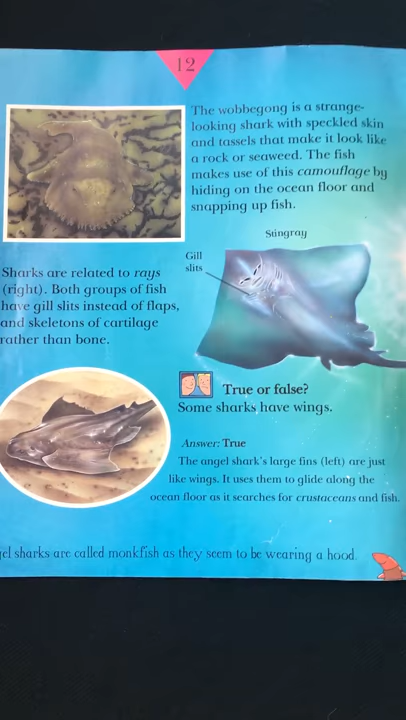 12
The wobbegong is a strange-
looking shark with speckled skin
and tassels that make it look like
a rock or seaweed. The fish
makes use of this camouflage by
hiding on the ocean floor and
snapping up fish.
Stingray
Gill
slits
Sharks are related to rays
(right). Both groups of fish
have gill slits instead of flaps,
and skeletons of cartilage
rather than bone.
True or false?
Some sharks have wings.
Answer: True
The angel shark's large fins (left) are just
like wings. It uses them to glide along the
ocean floor as it searches for crustaceans and fish.
sharks are called monkfish as they seem to be wearing a hood.